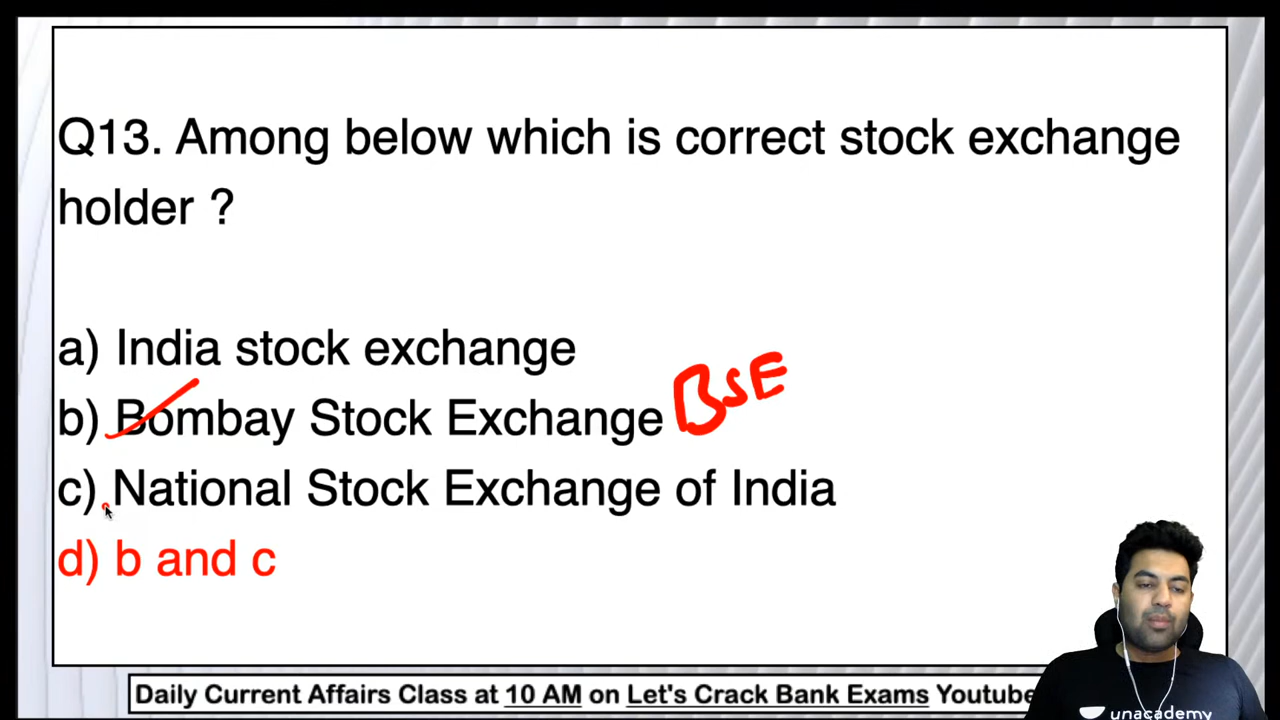 Q13. Among below which is correct stock exchange
holder ?
a) India stock exchange
b) Bombay Stock Exchange BSE
c) National Stock Exchange of India
d) b and c
Daily Current Affairs Class at 10 AM on Let's Crack Bank Exams Youtube
unacademy